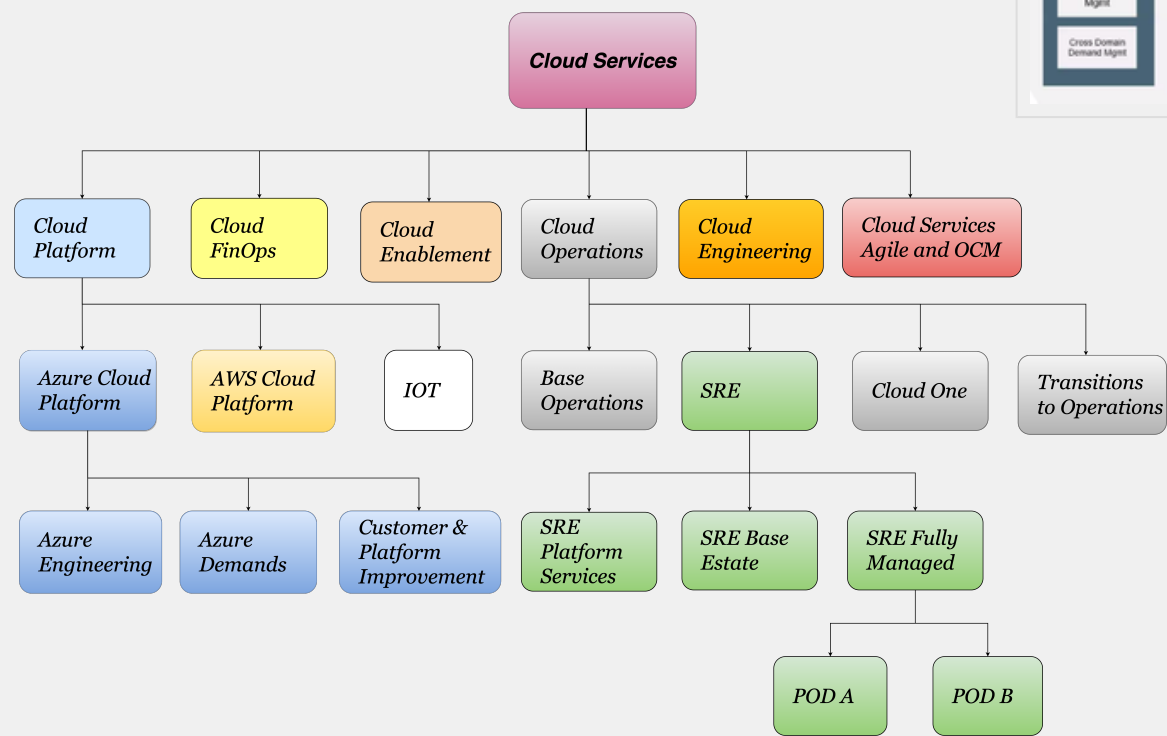 Mgmt
Cross Domain
Demand Mgmt
Cloud Services
Cloud
Platform
Cloud
FinOps
Cloud
Enablement
Cloud
Operations
Cloud
Engineering
Cloud Services
Agile and OCM
Azure Cloud
Platform
AWS Cloud
Platform
IOT
Base
Operations
SRE
Cloud One
Transitions
to Operations
Azure
Engineering
Azure
Demands
Customer &
Platform
Improvement
SRE
Platform
Services
SRE Base
Estate
SRE Fully
Managed
POD A
POD B